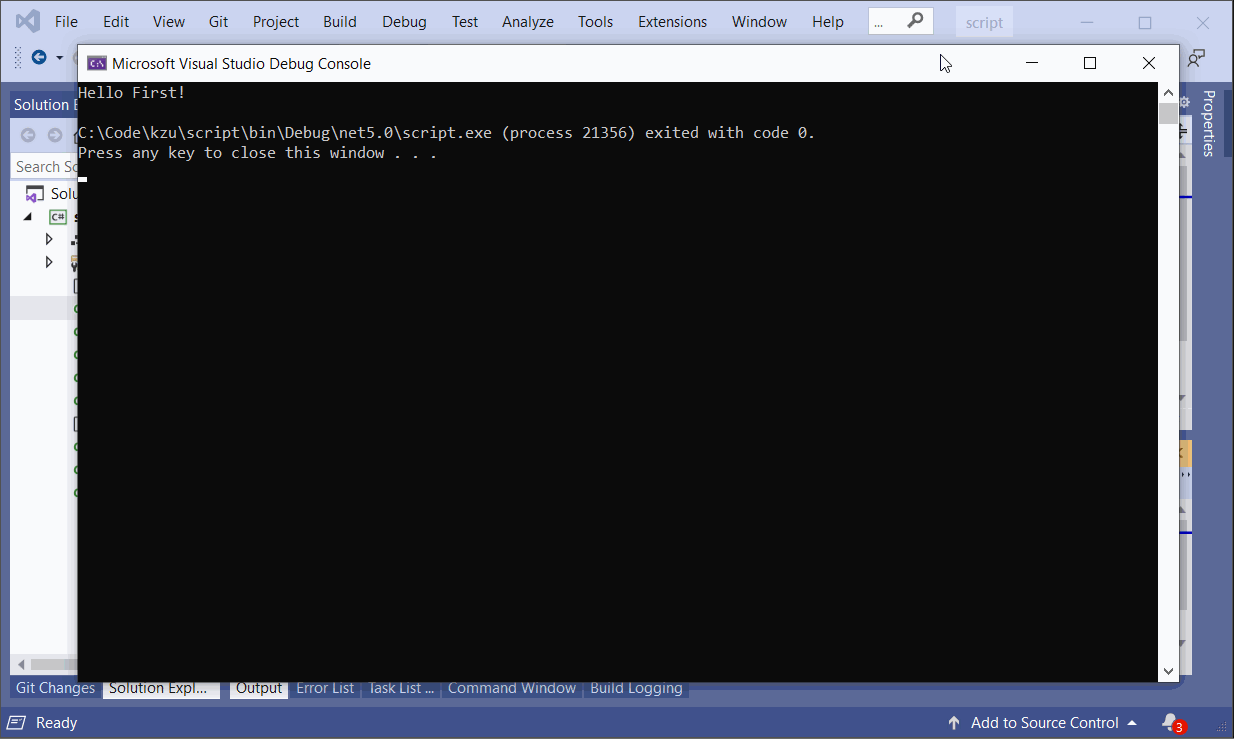 File Edit View Git Project Build Debug Test Analyze Tools Extensions Window Help ... script
C:\ Microsoft Visual Studio Debug Console
Hello First!
C:\Code\kzu\script\bin\Debug\net5.0\script.exe (process 21356) exited with code 0.
Press any key to close this window . . .
Solution E
Search So
Solu
C# s
Properties
Git Changes Solution Expl... Output Error List Task List ... Command Window Build Logging
Ready Add to Source Control 3